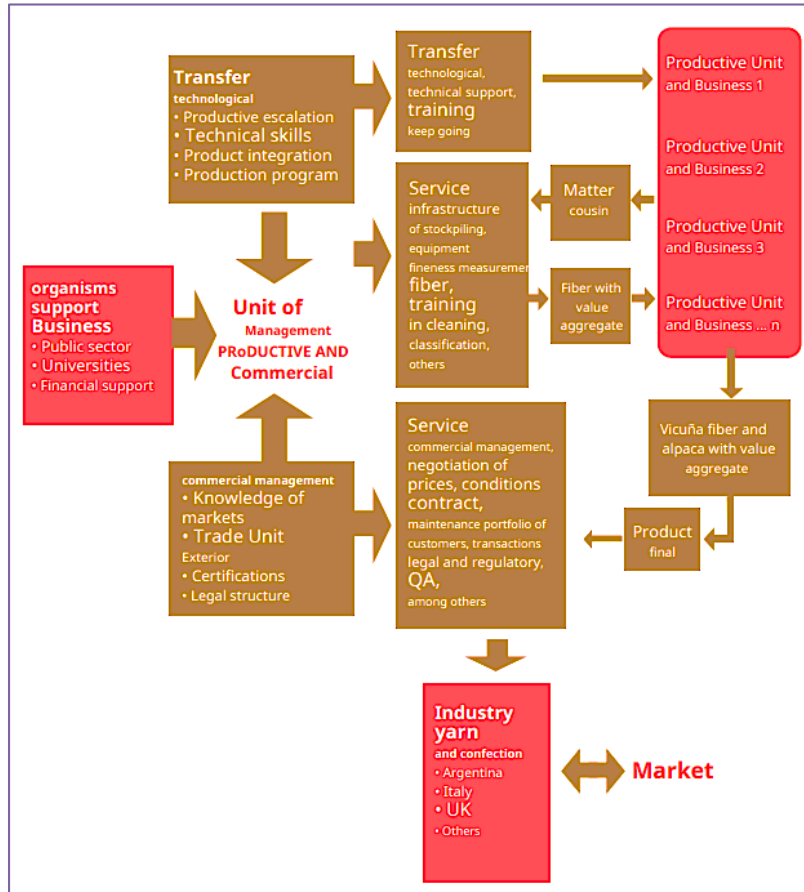 Transfer
technological
• Productive escalation
• Technical skills
• Product integration
• Production program
Transfer
technological,
technical support,
training
keep going
Productive Unit
and Business 1
Productive Unit
and Business 2
Productive Unit
and Business 3
Productive Unit
and Business ... n
Service
infrastructure
of stockpiling,
equipment
fineness measuremen
fiber,
training
in cleaning,
classification,
others
Matter
cousin
Fiber with
value
aggregate
organisms
support
Business
• Public sector
• Universities
• Financial support
Unit of
Management
PRoDUCTIVE AND
Commercial
commercial management
• Knowledge of
markets
• Trade Unit
Exterior
• Certifications
• Legal structure
Service
commercial management,
negotiation of
prices, conditions
contract,
maintenance portfolio of
customers, transactions
legal and regulatory,
QA,
among others
Vicuña fiber and
alpaca with value
aggregate
Product
final
Industry
yarn
and confection
• Argentina
• Italy
• UK
• Others
Market